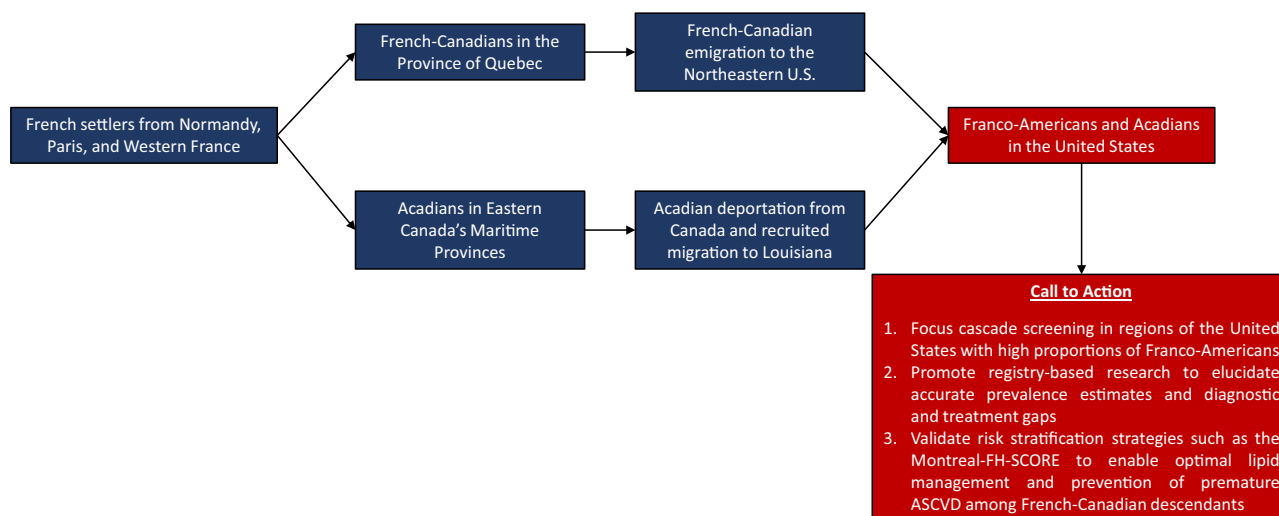 French-Canadians in the
Province of Quebec
French-Canadian
emigration to the
Northeastern U.S.
French settlers from Normandy,
Paris, and Western France
Franco-Americans and Acadians
in the United States
Acadians in Eastern
Canada's Maritime
Provinces
Acadian deportation from
Canada and recruited
migration to Louisiana
Call to Action
1. Focus cascade screening in regions of the United
States with high proportions of Franco-Americans
2. Promote registry-based research to elucidate
accurate prevalence estimates and diagnostic
and treatment gaps
3. Validate risk stratification strategies such as the
Montreal-FH-SCORE to enable optimal lipid
management and prevention of premature
ASCVD among French-Canadian descendants